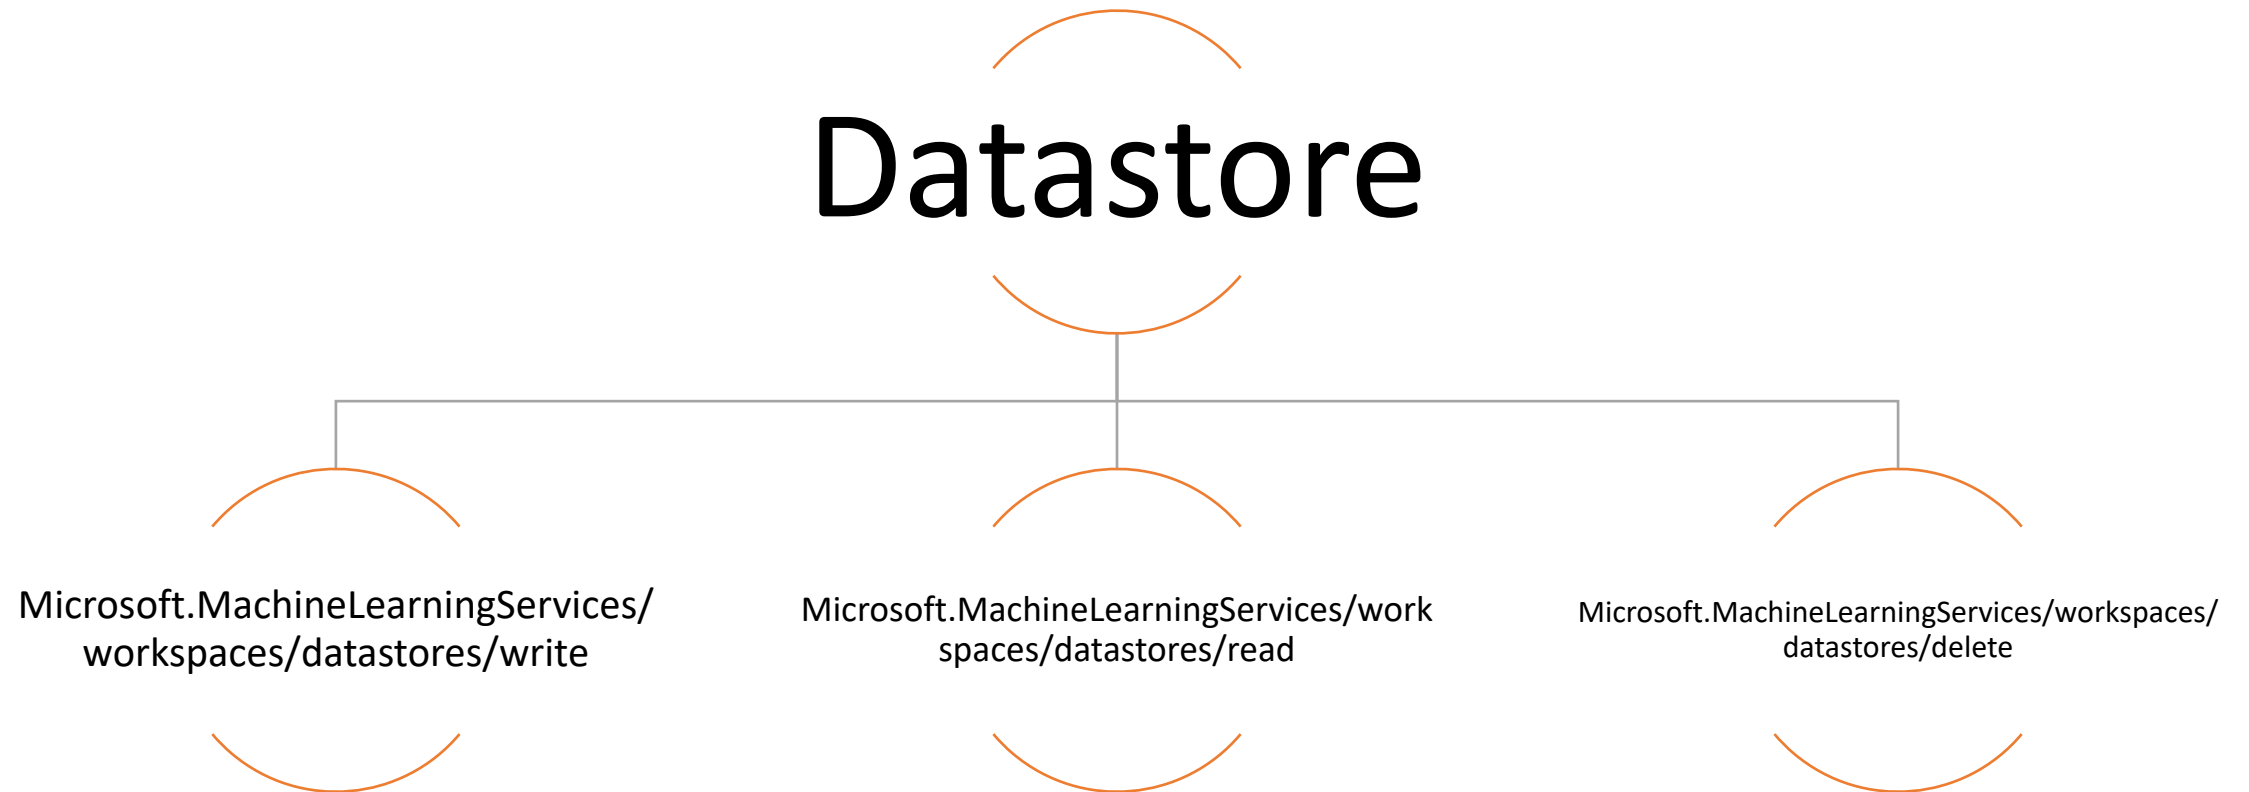 Datastore
Microsoft.MachineLearningServices/
workspaces/datastores/write
Microsoft.MachineLearningServices/work
spaces/datastores/read
Microsoft.MachineLearningServices/workspaces/
datastores/delete